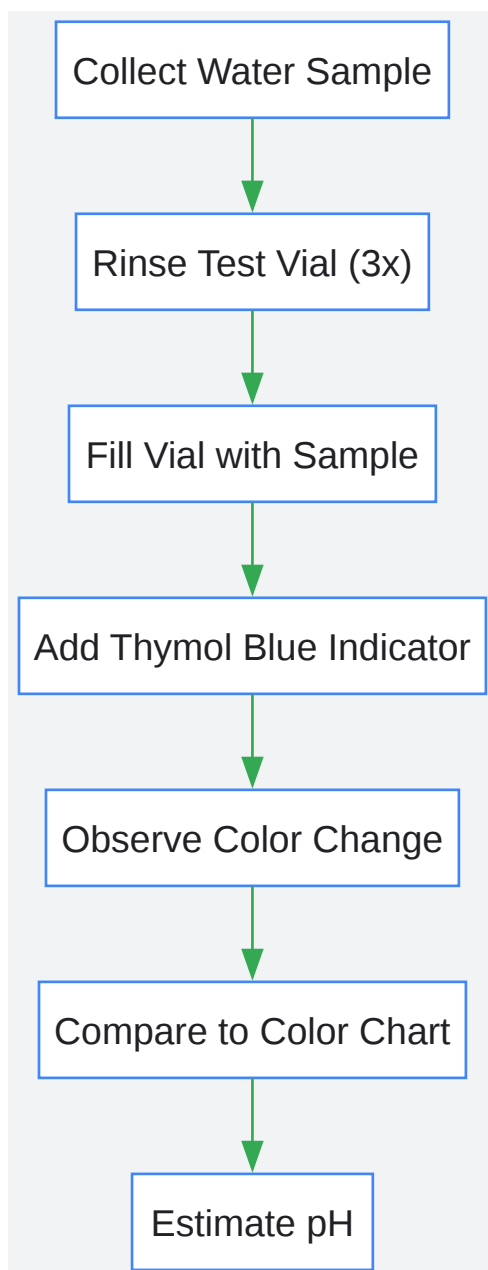 Collect Water Sample
Rinse Test Vial (3x)
Fill Vial with Sample
Add Thymol Blue Indicator
Observe Color Change
Compare to Color Chart
Estimate pH